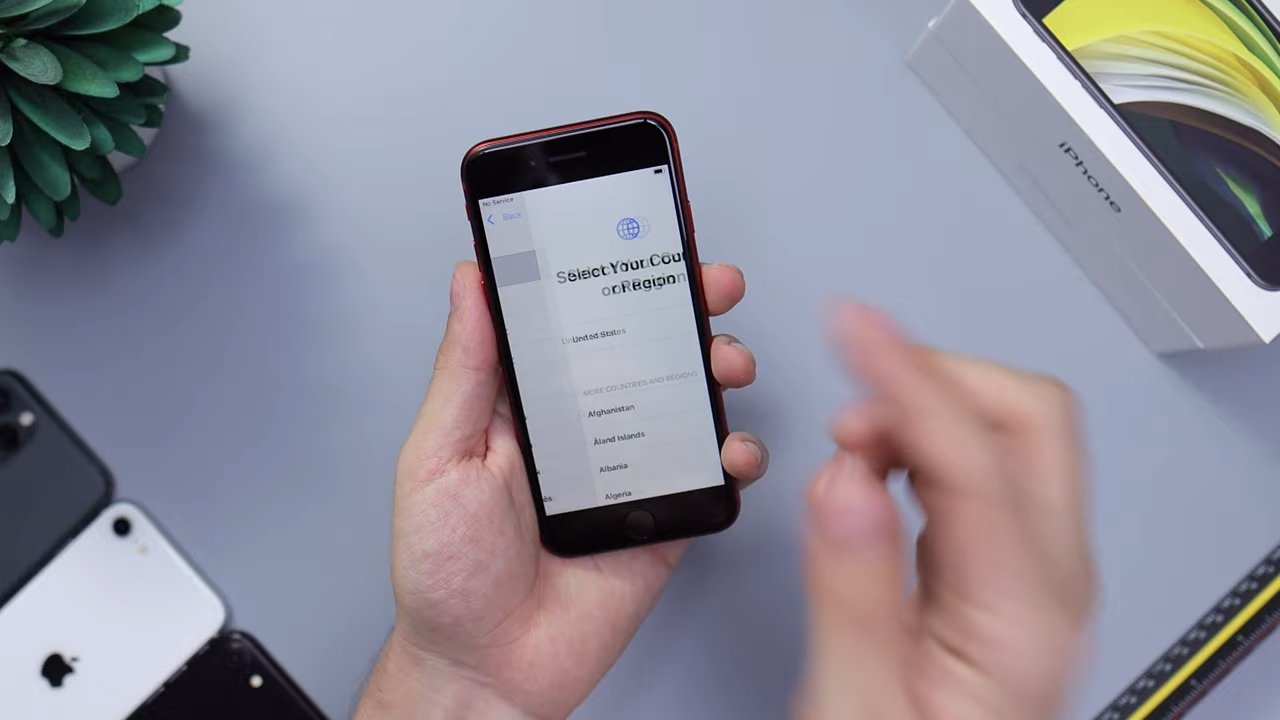 No Service
Back
Select Your Cour
or Region
United States
MORE COUNTRIES AND REGIONS
Afghanistan
Åland Islands
Albania
Algeria
iPhone